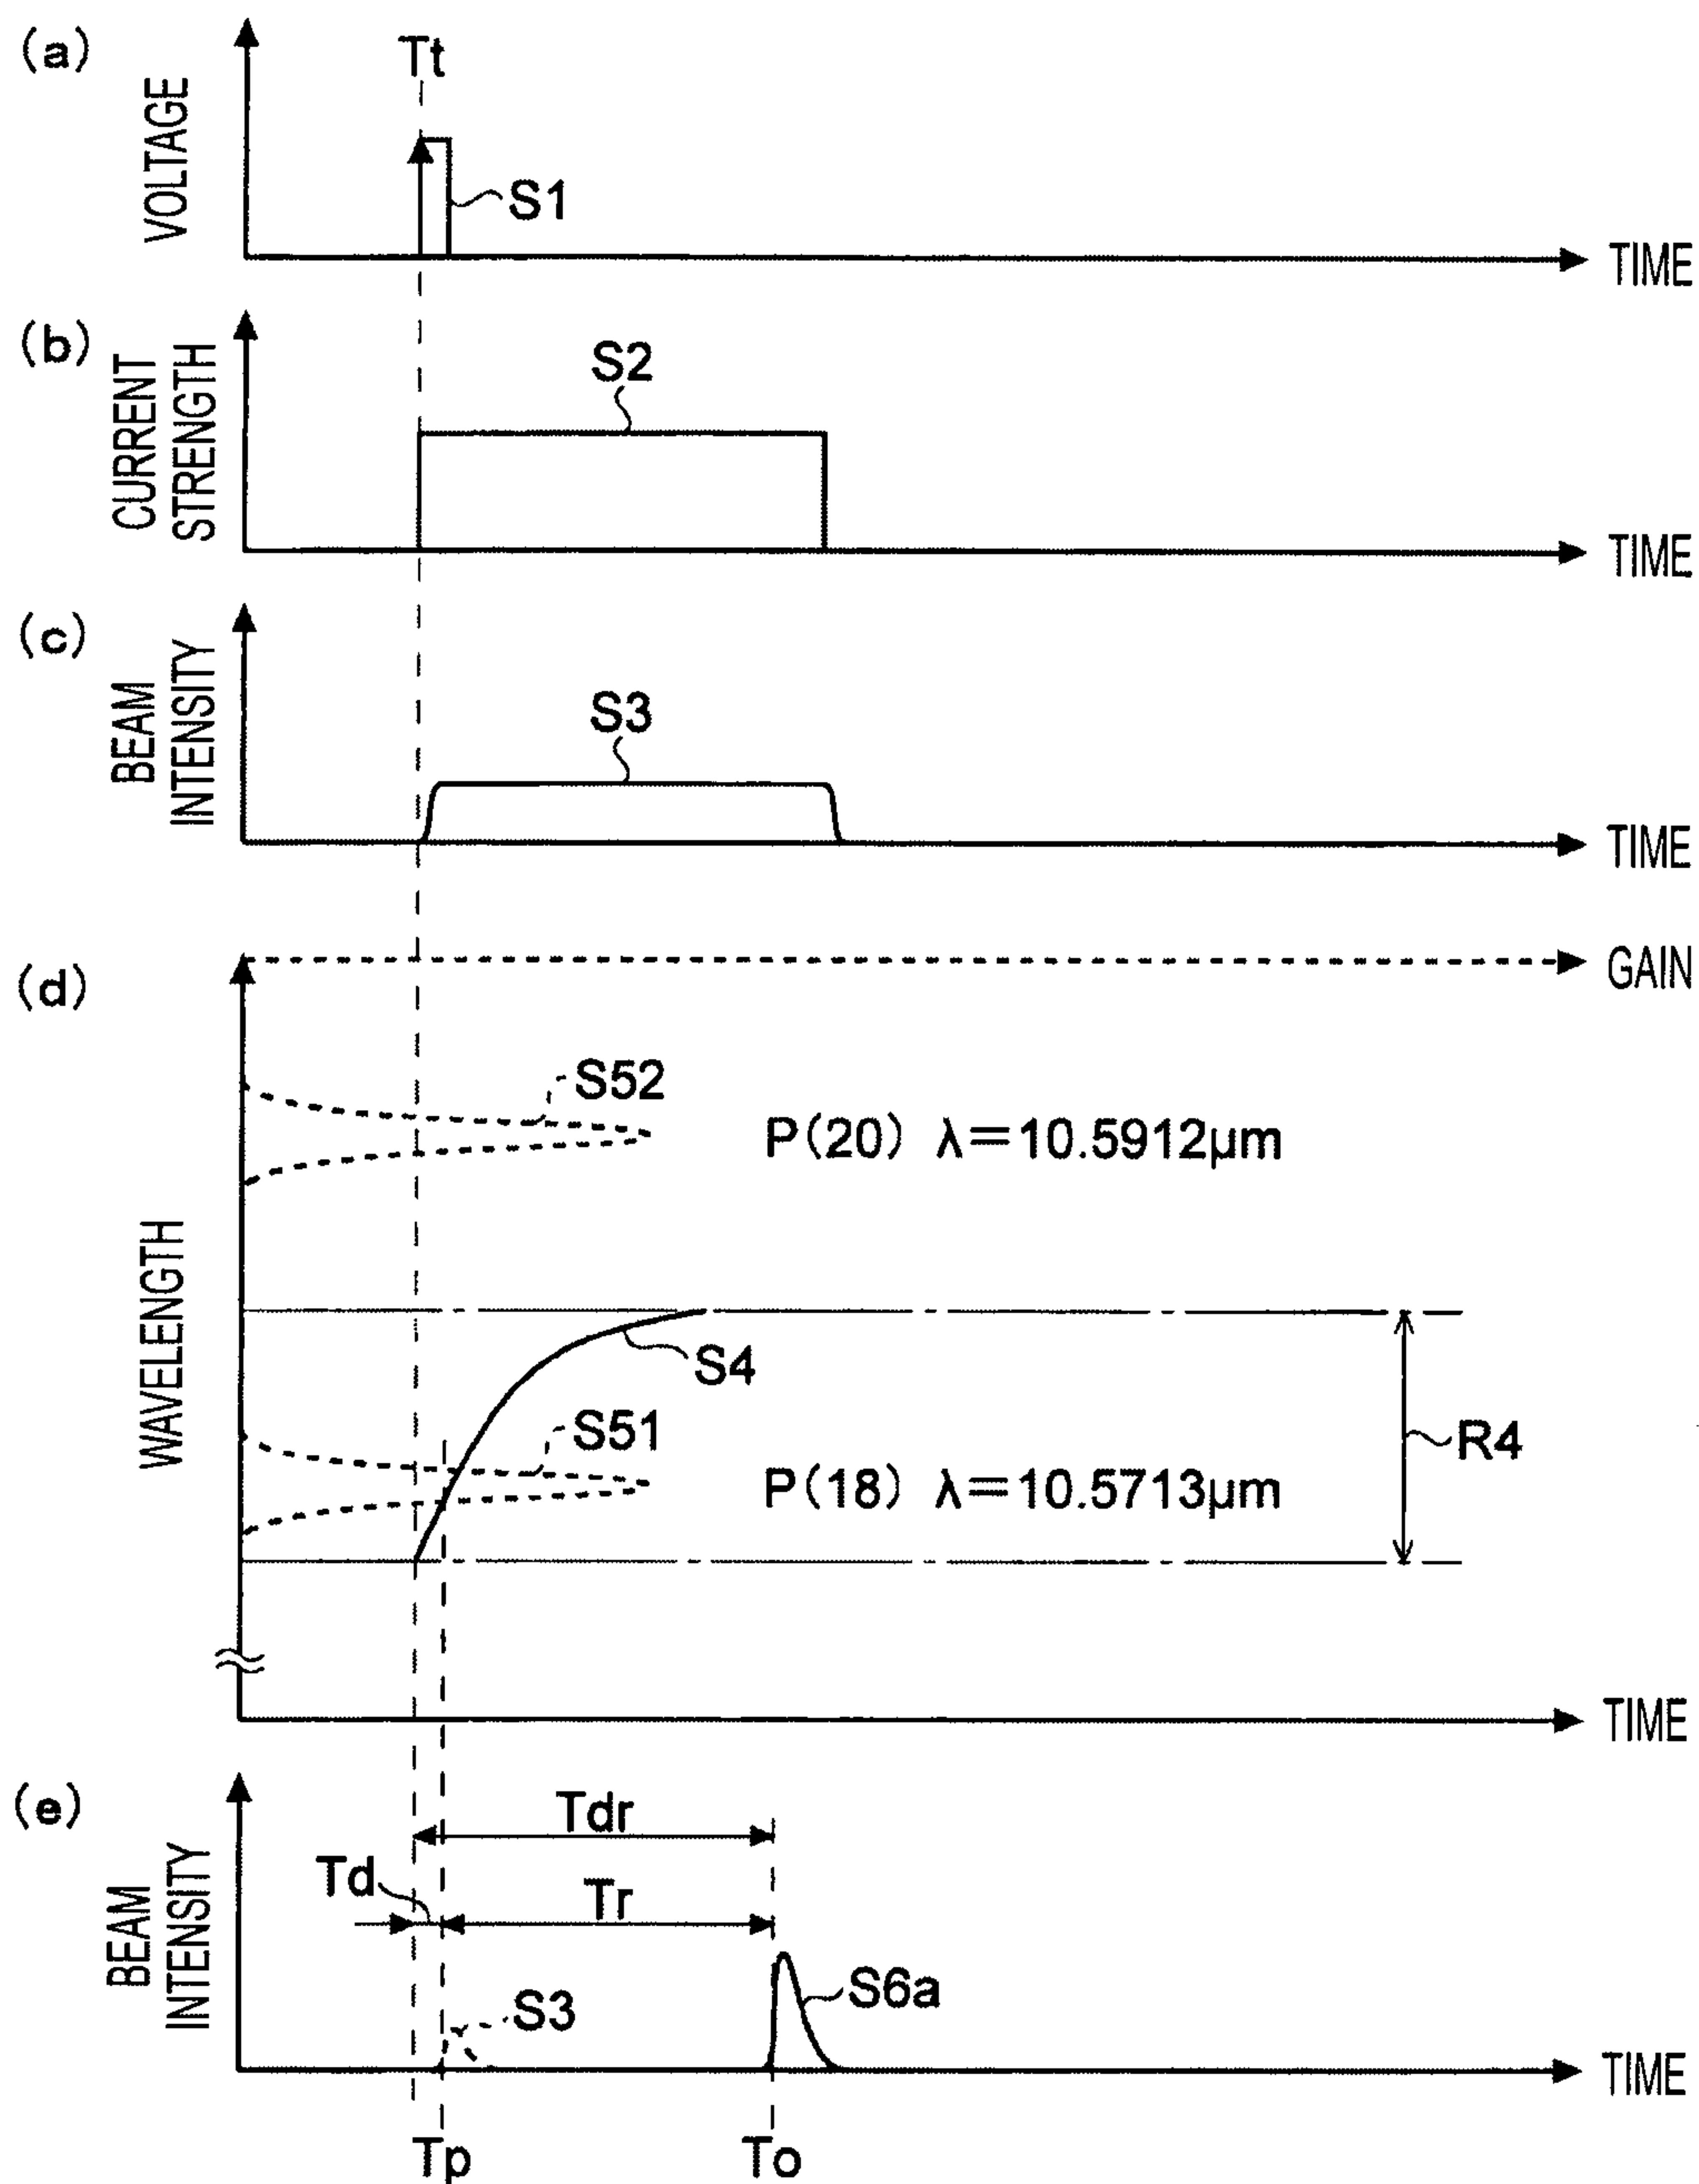 (a)
VOLTAGE
Tt
S1
TIME
(b)
CURRENT
STRENGTH
S2
TIME
(c)
BEAM
INTENSITY
S3
TIME
(d)
WAVELENGTH
GAIN
S52
P(20) λ=10.5912μm
S4
S51
P(18) λ=10.5713μm
R4
TIME
(e)
BEAM
INTENSITY
Tdr
Td
Tr
S3
S6a
TIME
Tp
To